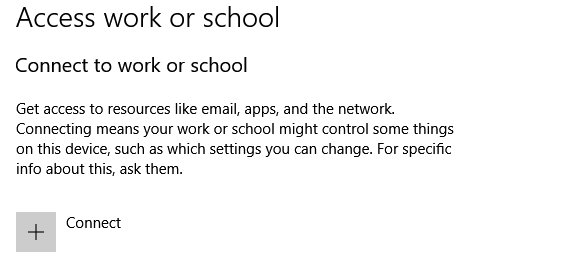 Access work or school
Connect to work or school
Get access to resources like email, apps, and the network.
Connecting means your work or school might control some things
on this device, such as which settings you can change. For specific
info about this, ask them.
Connect